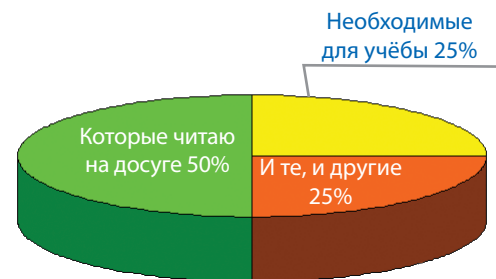 Необходимые
для учёбы 25%
Которые читаю
на досуге 50%
И те, и другие
25%